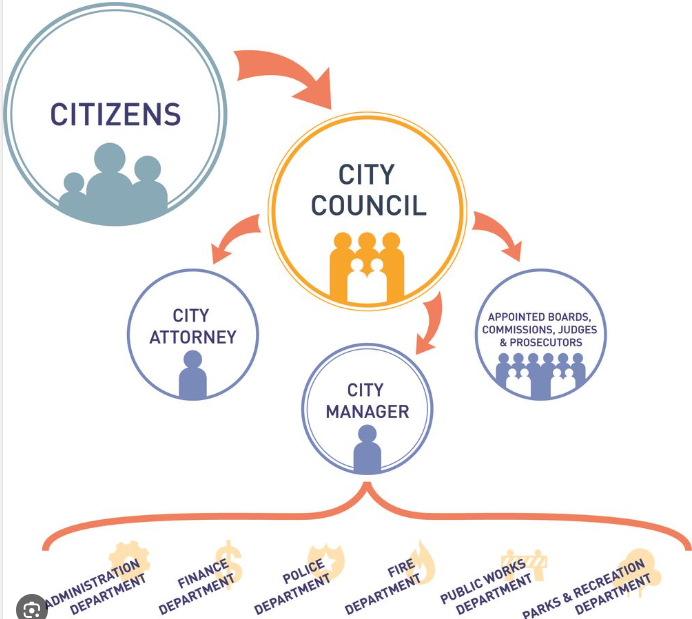 CITIZENS
CITY
COUNCIL
CITY
ATTORNEY
APPOINTED BOARDS,
COMMISSIONS, JUDGES
& PROSECUTORS
CITY
MANAGER
ADMINISTRATION
DEPARTMENT
FINANCE
DEPARTMENT
POLICE
DEPARTMENT
FIRE
DEPARTMENT
PUBLIC WORKS
DEPARTMENT
PARKS & RECREATION
DEPARTMENT